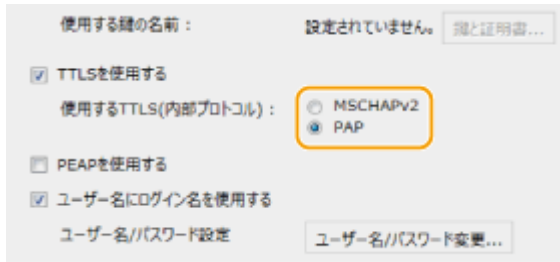 使用する鍵の名前： 設定されていません。 鍵と証明書...
TTLSを使用する
使用するTTLS(内部プロトコル)： MSCHAPv2
PAP
PEAPを使用する
ユーザー名にログイン名を使用する
ユーザー名/パスワード設定 ユーザー名/パスワード変更...